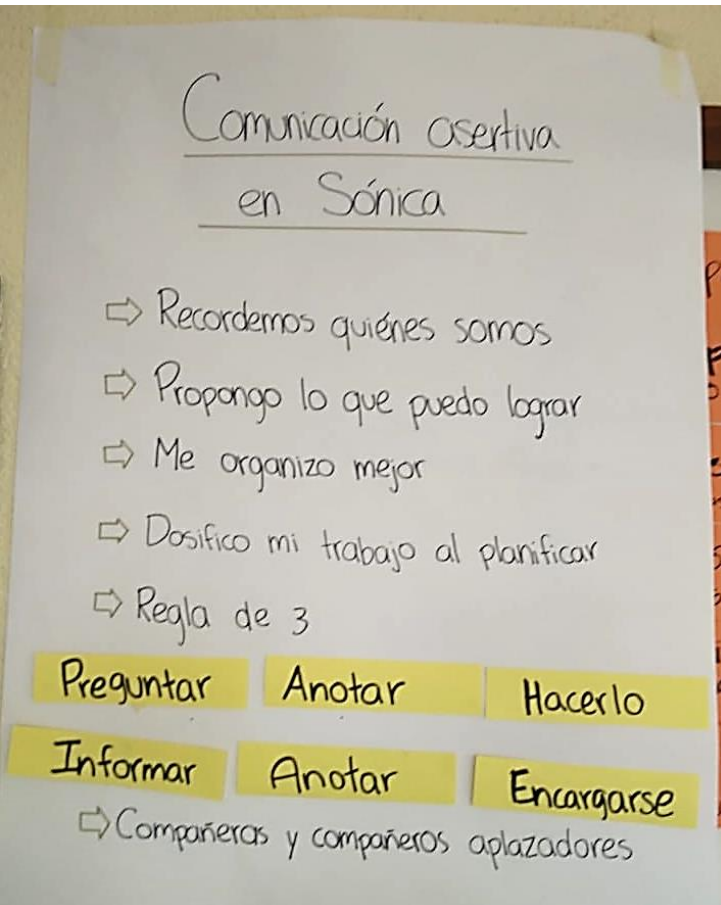 Comunicación asertiva
en Sónica
⇨ Recordemos quiénes somos
⇨ Propongo lo que puedo lograr
⇨ Me organizo mejor
⇨ Dosifico mi trabajo al planificar
⇨ Regla de 3
Preguntar Anotar Hacerlo
Informar Anotar Encargarse
⇨ Compañeras y compañeros aplazadores